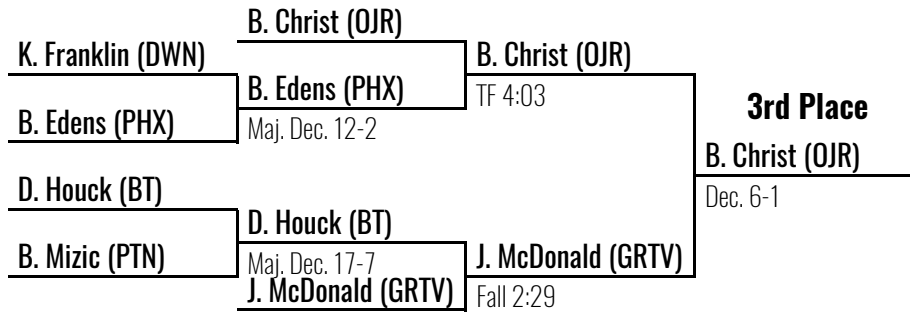 B. Christ (OJR)
K. Franklin (DWN)
B. Christ (OJR)
B. Edens (PHX)
TF 4:03
3rd Place
B. Edens (PHX)
Maj. Dec. 12-2
B. Christ (OJR)
D. Houck (BT)
Dec. 6-1
D. Houck (BT)
B. Mizic (PTN)
Maj. Dec. 17-7
J. McDonald (GRTV)
J. McDonald (GRTV)
Fall 2:29